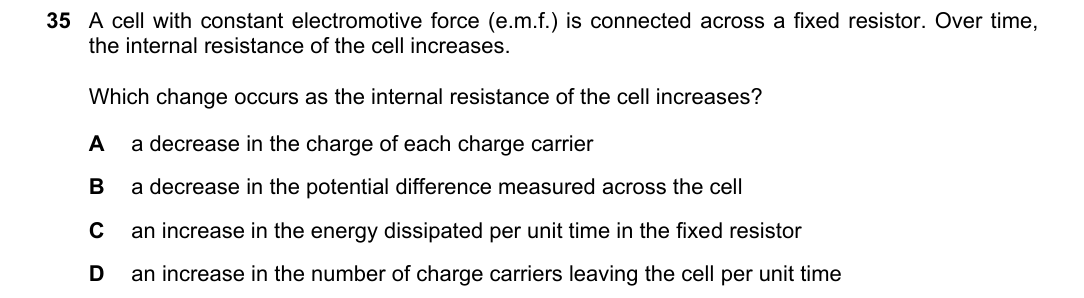 35 A cell with constant electromotive force (e.m.f.) is connected across a fixed resistor. Over time,
the internal resistance of the cell increases.
Which change occurs as the internal resistance of the cell increases?
A a decrease in the charge of each charge carrier
B a decrease in the potential difference measured across the cell
C an increase in the energy dissipated per unit time in the fixed resistor
D an increase in the number of charge carriers leaving the cell per unit time